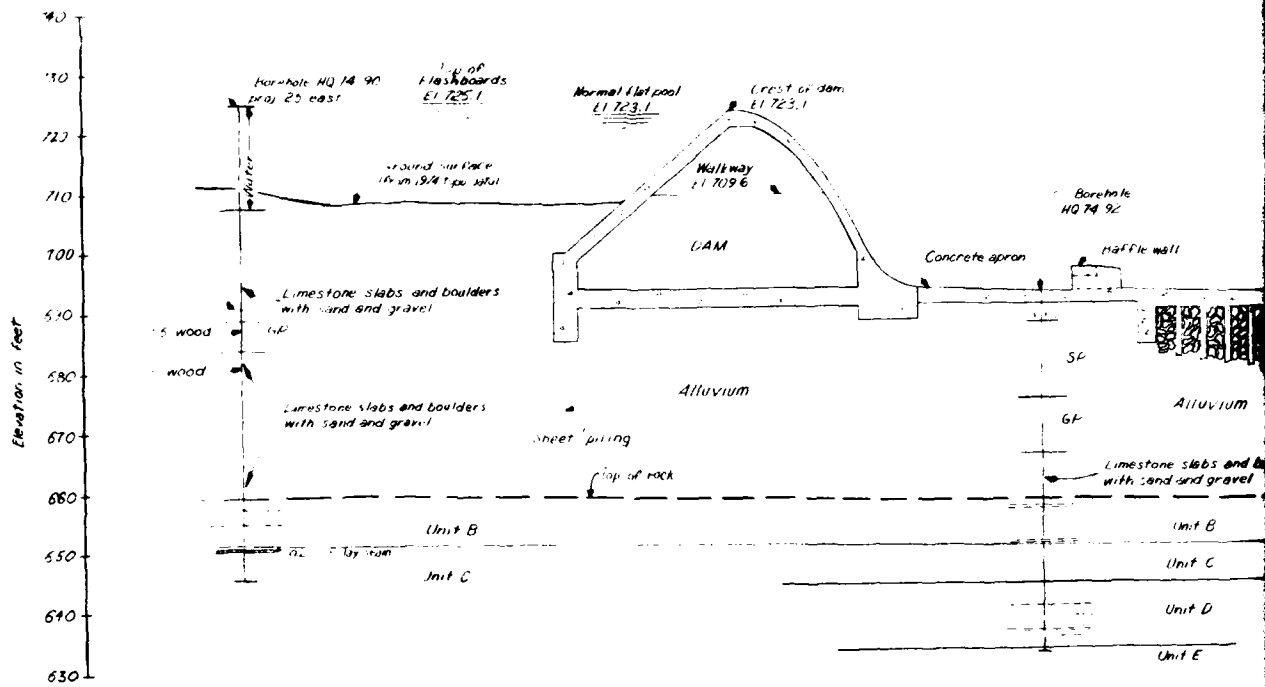 740
730
720
710
700
690
680
670
660
650
640
630
Elevation in feet
Borehole HQ 74 90
proj. 25 east
Water
Top of
Flashboards
El 725.1
Normal flat pool
El 723.1
Crest of dam
El 723.1
Ground surface
Walkway
El 709.6
DAM
Borehole
HQ 74 92
Concrete apron
Baffle wall
Limestone slabs and boulders
with sand and gravel
wood
GP
wood
Limestone slabs and boulders
with sand and gravel
Alluvium
Sheet piling
Top of rock
SP
GP
Alluvium
Limestone slabs and
with sand and gravel
Unit B
Unit C
Unit B
Unit C
Unit D
Unit E